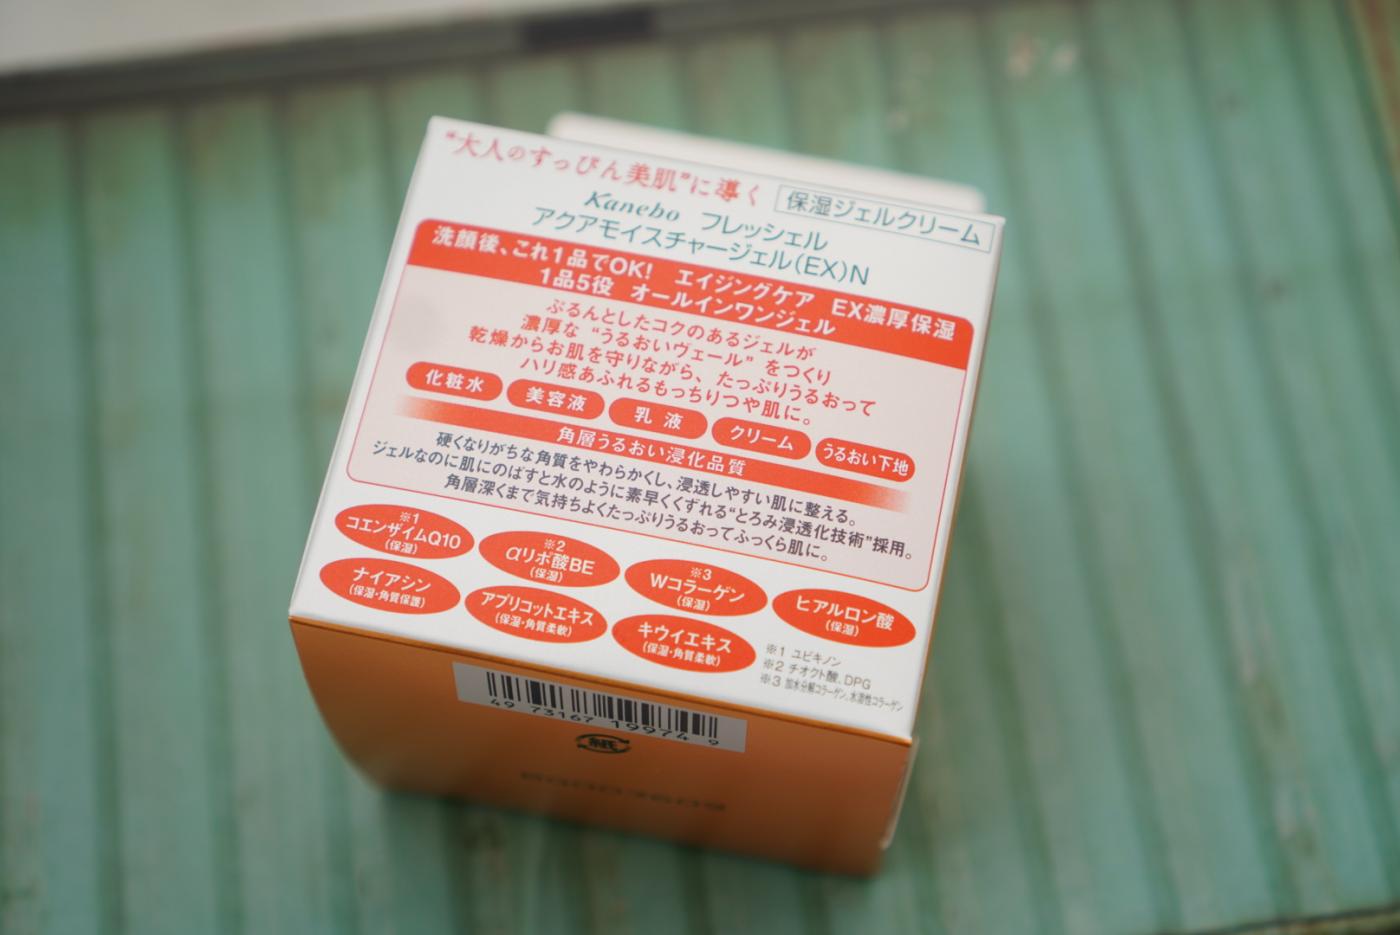 “大人のすっぴん美肌”に導く 保湿ジェルクリーム
Kanebo フレッシェル
アクアモイスチャージェル(EX)N
洗顔後、これ1品でOK! エイジングケア EX濃厚保湿
1品5役 オールインワンジェル
ぷるんとしたコクのあるジェルが
濃厚な “うるおいヴェール” をつくり
乾燥からお肌を守りながら、たっぷりうるおって
ハリ感あふれるもっちりつや肌に。
化粧水 美容液 乳液 クリーム うるおい下地
角層うるおい浸化品質
硬くなりがちな角質をやわらかくし、浸透しやすい肌に整える。
ジェルなのに肌にのばすと水のように素早くくずれる“とろみ浸透化技術”採用。
角層深くまで気持ちよくたっぷりうるおってふっくら肌に。
※1
コエンザイムQ10
(保湿)
※2
αリポ酸BE
(保湿)
※3
Wコラーゲン
(保湿)
ヒアルロン酸
(保湿)
ナイアシン
(保湿・角質保護)
アプリコットエキス
(保湿・角質柔軟)
キウイエキス
(保湿・角質柔軟)
※1 ユビキノン
※2 チオクト酸、DPG
※3 加水分解コラーゲン、水溶性コラーゲン
49 73167 19974 9